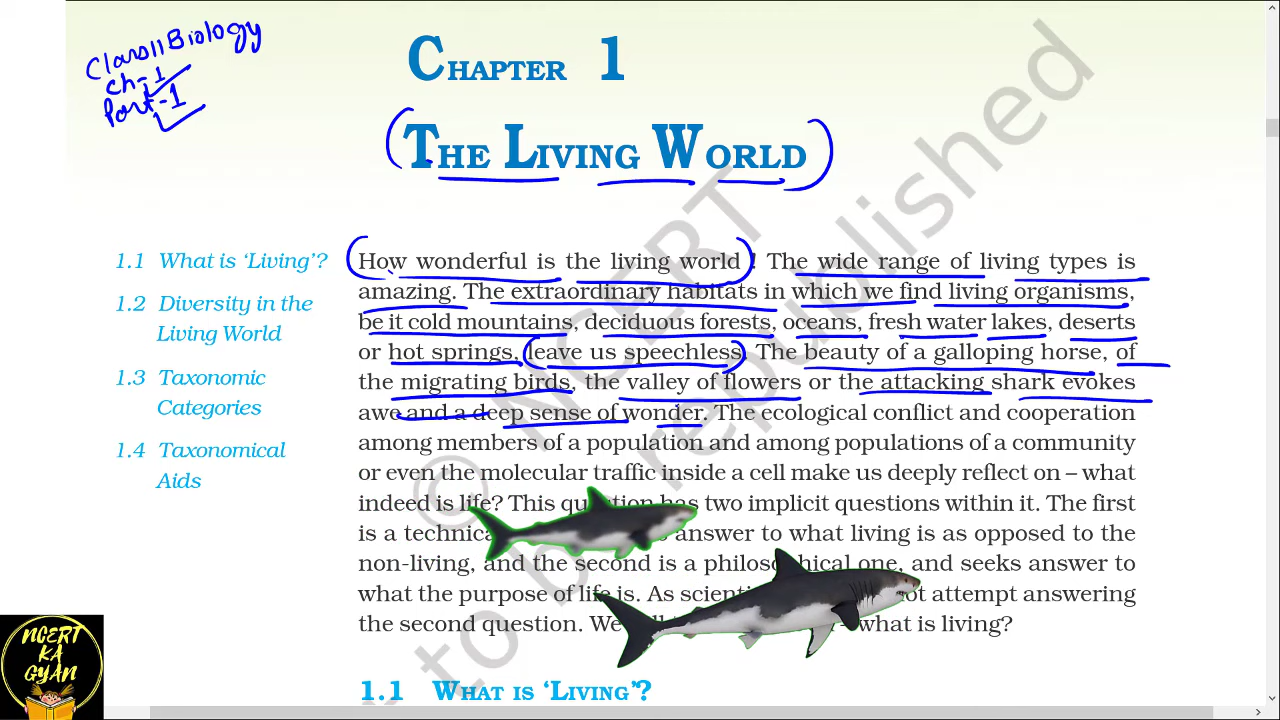 Class 11 Biology
Ch-1
Part-1
CHAPTER 1
THE LIVING WORLD
1.1 What is ‘Living’?
1.2 Diversity in the
Living World
1.3 Taxonomic
Categories
1.4 Taxonomical
Aids
How wonderful is the living world ! The wide range of living types is
amazing. The extraordinary habitats in which we find living organisms,
be it cold mountains, deciduous forests, oceans, fresh water lakes, deserts
or hot springs, leave us speechless. The beauty of a galloping horse, of
the migrating birds, the valley of flowers or the attacking shark evokes
awe and a deep sense of wonder. The ecological conflict and cooperation
among members of a population and among populations of a community
or even the molecular traffic inside a cell make us deeply reflect on – what
indeed is life? This question has two implicit questions within it. The first
is a technica answer to what living is as opposed to the
non-living, and the second is a philosophical one, and seeks answer to
what the purpose of life is. As scienti ot attempt answering
the second question. We – what is living?
1.1 WHAT IS ‘LIVING’?
© NCERT
not to be republished
NCERT
KA
GYAN